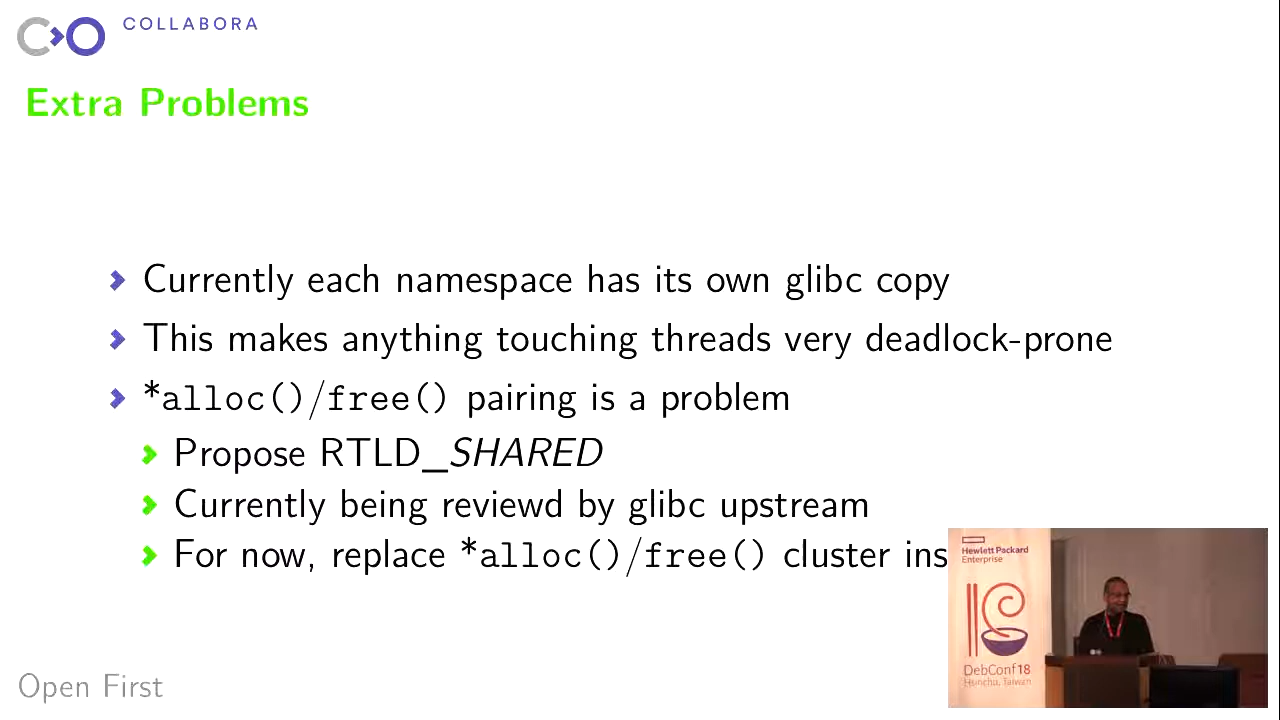 COLLABORA
Extra Problems
Currently each namespace has its own glibc copy
This makes anything touching threads very deadlock-prone
*alloc()/free() pairing is a problem
Propose RTLD_SHARED
Currently being reviewd by glibc upstream
For now, replace *alloc()/free() cluster ins
Hewlett Packard
Enterprise
DebConf18
Hsinchu, Taiwan
Open First